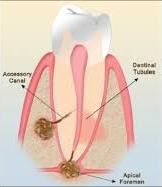 Accessory
Canal
Dentinal
Tubules
Apical
Foramen